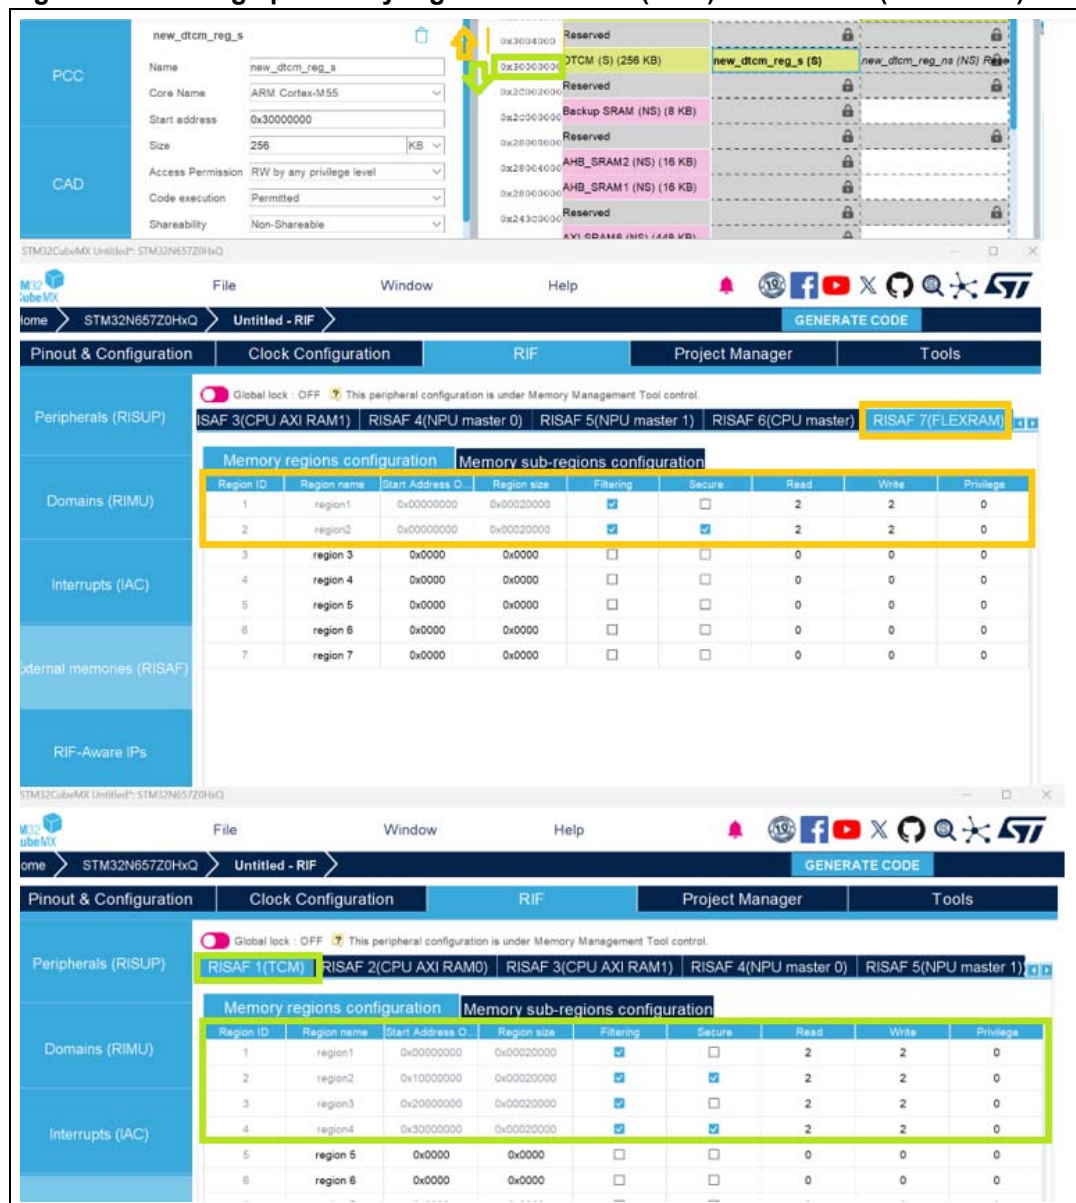 new_dtcm_reg_s
PCC
Name new_dtcm_reg_s
Core Name ARM Cortex-M55
Start address 0x30000000
Size 256 KB
CAD
Access Permission RW by any privilege level
Code execution Permitted
Shareability Non-Shareable
0x3004000 Reserved
0x30000000 DTCM (S) (256 KB) new_dtcm_reg_s (S) new_dtcm_reg_ns (NS)
0x2C002000 Reserved
0x2C000000 Backup SRAM (NS) (8 KB)
0x28008000 Reserved
0x28004000 AHB_SRAM2 (NS) (16 KB)
0x28000000 AHB_SRAM1 (NS) (16 KB)
0x243C0000 Reserved
STM32CubeMX Untitled*: STM32N657Z0HxQ
File Window Help
STM32N657Z0HxQ Untitled - RIF GENERATE CODE
Pinout & Configuration Clock Configuration RIF Project Manager Tools
Global lock : OFF ? This peripheral configuration is under Memory Management Tool control.
Peripherals (RISUP)
ISAF 3(CPU AXI RAM1) RISAF 4(NPU master 0) RISAF 5(NPU master 1) RISAF 6(CPU master) RISAF 7(FLEXRAM)
Memory regions configuration Memory sub-regions configuration
Region ID Region name Start Address O... Region size Filtering Secure Read Write Privilege
Domains (RIMU)
1 region1 0x00000000 0x00020000 2 2 0
2 region2 0x00000000 0x00020000 2 2 0
3 region 3 0x0000 0x0000 0 0 0
Interrupts (IAC)
4 region 4 0x0000 0x0000 0 0 0
5 region 5 0x0000 0x0000 0 0 0
6 region 6 0x0000 0x0000 0 0 0
7 region 7 0x0000 0x0000 0 0 0
External memories (RISAF)
RIF-Aware IPs
STM32CubeMX Untitled*: STM32N657Z0HxQ
File Window Help
STM32N657Z0HxQ Untitled - RIF GENERATE CODE
Pinout & Configuration Clock Configuration RIF Project Manager Tools
Global lock : OFF ? This peripheral configuration is under Memory Management Tool control.
Peripherals (RISUP)
RISAF 1(TCM) RISAF 2(CPU AXI RAM0) RISAF 3(CPU AXI RAM1) RISAF 4(NPU master 0) RISAF 5(NPU master 1)
Memory regions configuration Memory sub-regions configuration
Region ID Region name Start Address O... Region size Filtering Secure Read Write Privilege
Domains (RIMU)
1 region1 0x00000000 0x00020000 2 2 0
2 region2 0x10000000 0x00020000 2 2 0
3 region3 0x20000000 0x00020000 2 2 0
Interrupts (IAC)
4 region4 0x30000000 0x00020000 2 2 0
5 region 5 0x0000 0x0000 0 0 0
6 region 6 0x0000 0x0000 0 0 0